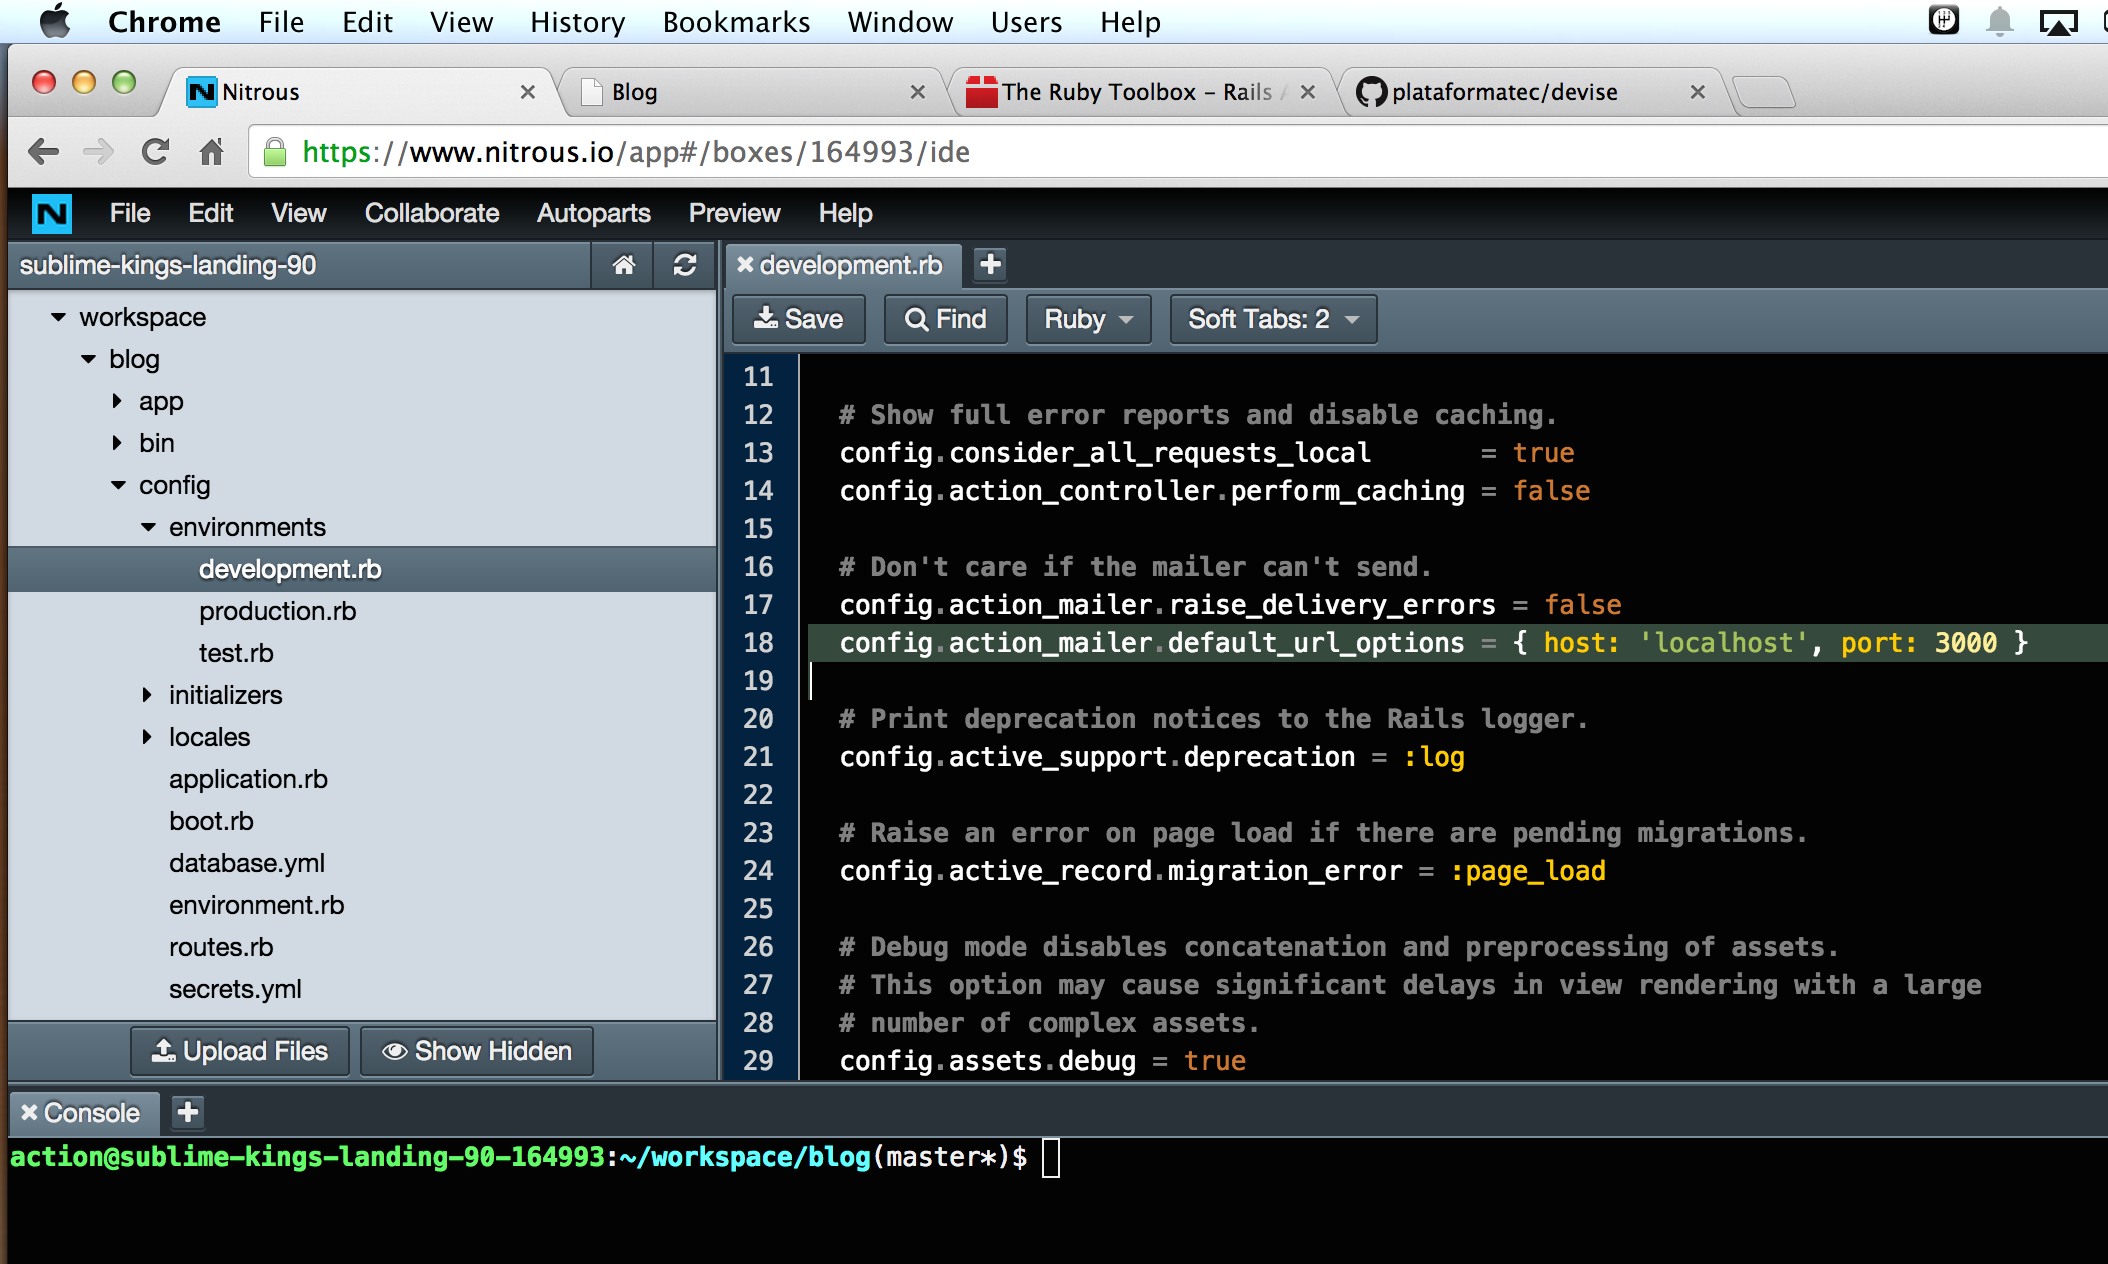 Chrome File Edit View History Bookmarks Window Users Help
Nitrous Blog The Ruby Toolbox – Rails plataformatec/devise
https://www.nitrous.io/app#/boxes/164993/ide
N File Edit View Collaborate Autoparts Preview Help
sublime-kings-landing-90
development.rb
Save Find Ruby Soft Tabs: 2
workspace
blog
app
bin
config
environments
development.rb
production.rb
test.rb
initializers
locales
application.rb
boot.rb
database.yml
environment.rb
routes.rb
secrets.yml
Upload Files Show Hidden
11
12 # Show full error reports and disable caching.
13 config.consider_all_requests_local = true
14 config.action_controller.perform_caching = false
15
16 # Don't care if the mailer can't send.
17 config.action_mailer.raise_delivery_errors = false
18 config.action_mailer.default_url_options = { host: 'localhost', port: 3000 }
19
20 # Print deprecation notices to the Rails logger.
21 config.active_support.deprecation = :log
22
23 # Raise an error on page load if there are pending migrations.
24 config.active_record.migration_error = :page_load
25
26 # Debug mode disables concatenation and preprocessing of assets.
27 # This option may cause significant delays in view rendering with a large
28 # number of complex assets.
29 config.assets.debug = true
Console
action@sublime-kings-landing-90-164993:~/workspace/blog(master*)$